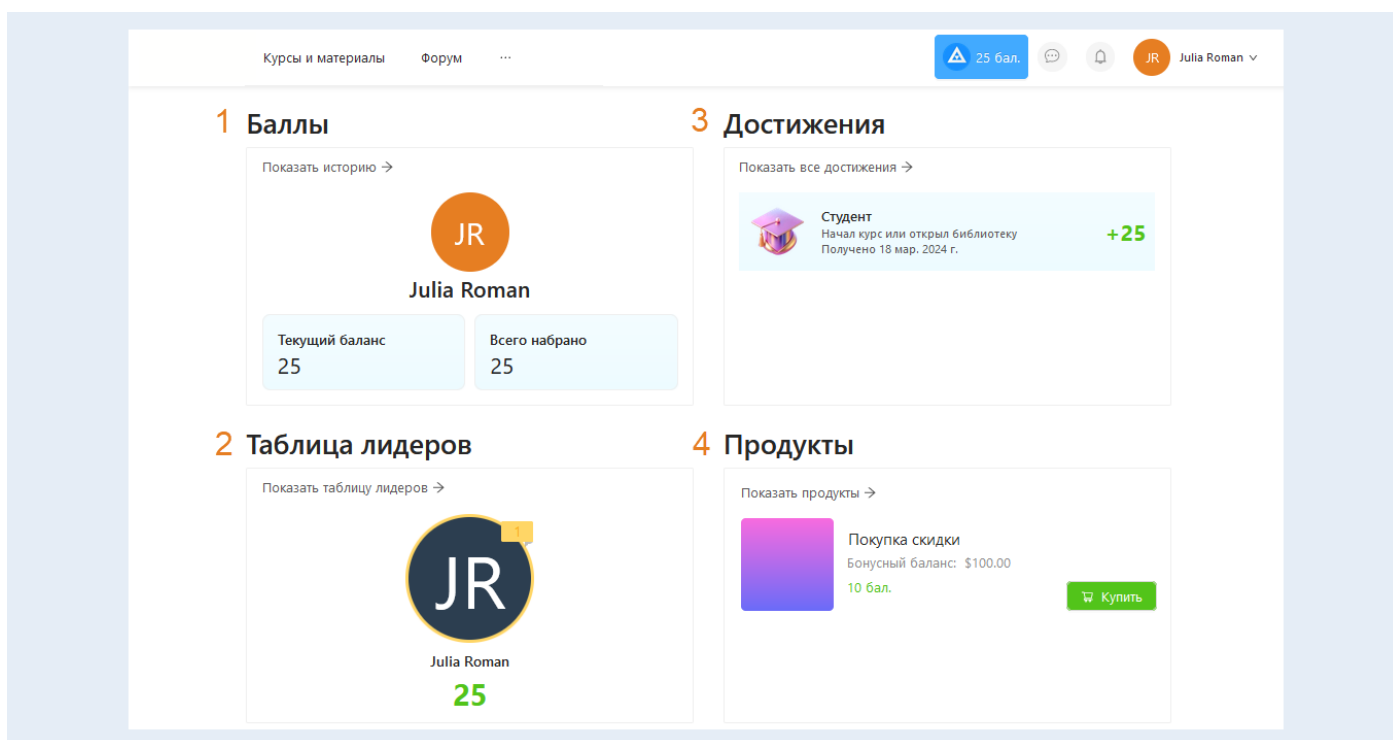 Курсы и материалы Форум ...
25 бал.
JR Julia Roman
1 Баллы
Показать историю →
JR
Julia Roman
Текущий баланс
25
Всего набрано
25
3 Достижения
Показать все достижения →
Студент
Начал курс или открыл библиотеку
Получено 18 мар. 2024 г.
+25
2 Таблица лидеров
Показать таблицу лидеров →
1
JR
Julia Roman
25
4 Продукты
Показать продукты →
Покупка скидки
Бонусный баланс: $100.00
10 бал.
Купить